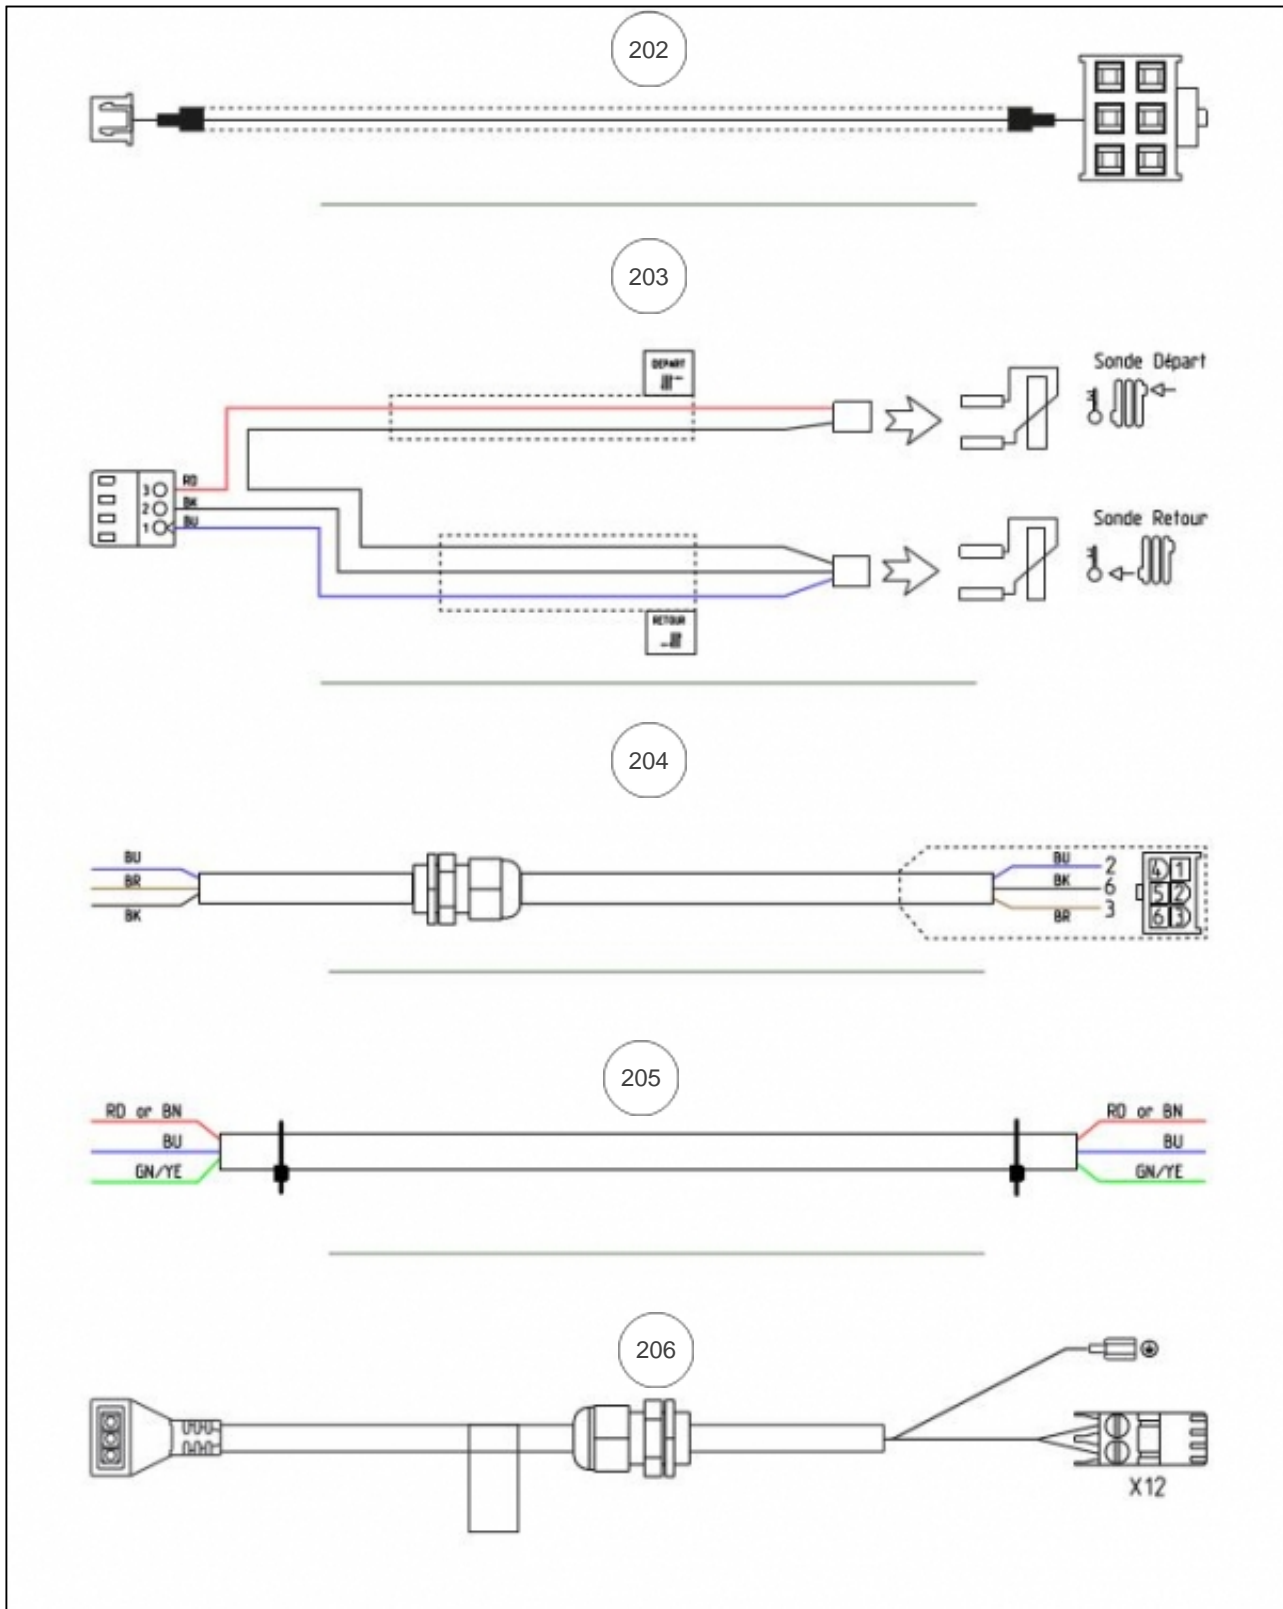 202
203
DEPART
Sonde Départ
RD
3
BK
2
BU
1
Sonde Retour
RETOUR
204
BU
BR
BK
BU 2
BK 6
BR 3
4 1
5 2
6 3
205
RD or BN
BU
GN/YE
RD or BN
BU
GN/YE
206
X12